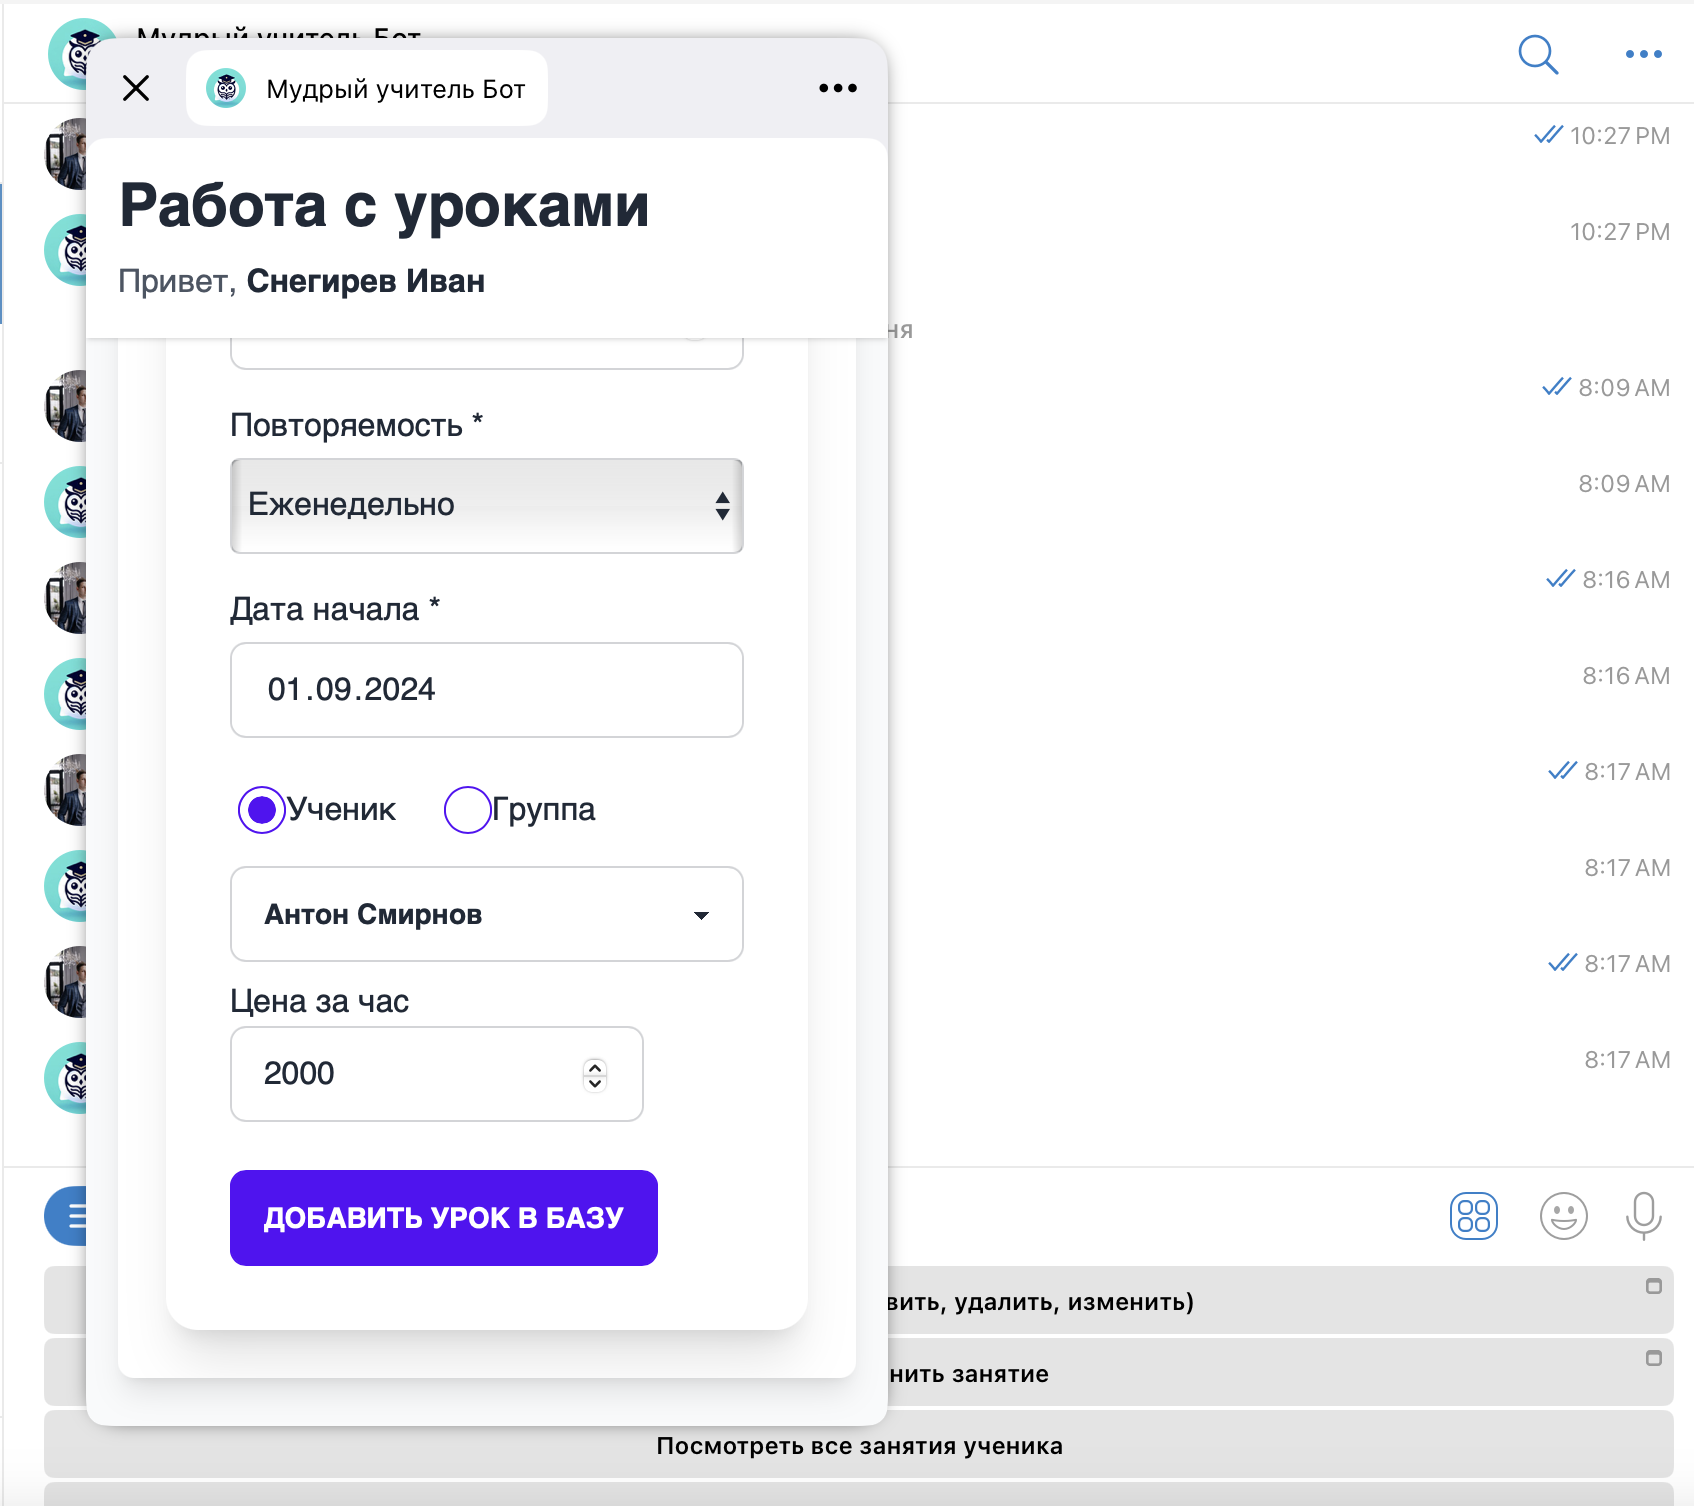 Мудрый учитель Бот
Мудрый учитель Бот
Работа с уроками
Привет, Снегирев Иван
Повторяемость *
Еженедельно
Дата начала *
01.09.2024
Ученик Группа
Антон Смирнов
Цена за час
2000
ДОБАВИТЬ УРОК В БАЗУ
10:27 PM
10:27 PM
ня
8:09 AM
8:09 AM
8:16 AM
8:16 AM
8:17 AM
8:17 AM
8:17 AM
8:17 AM
вить, удалить, изменить)
нить занятие
Посмотреть все занятия ученика